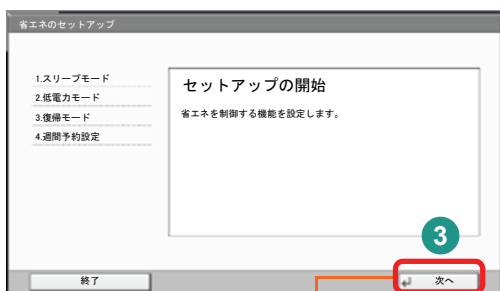 省エネのセットアップ
1.スリープモード
2.低電力モード
3.復帰モード
4.週間予約設定
セットアップの開始
省エネを制御する機能を設定します。
3
終了
次へ